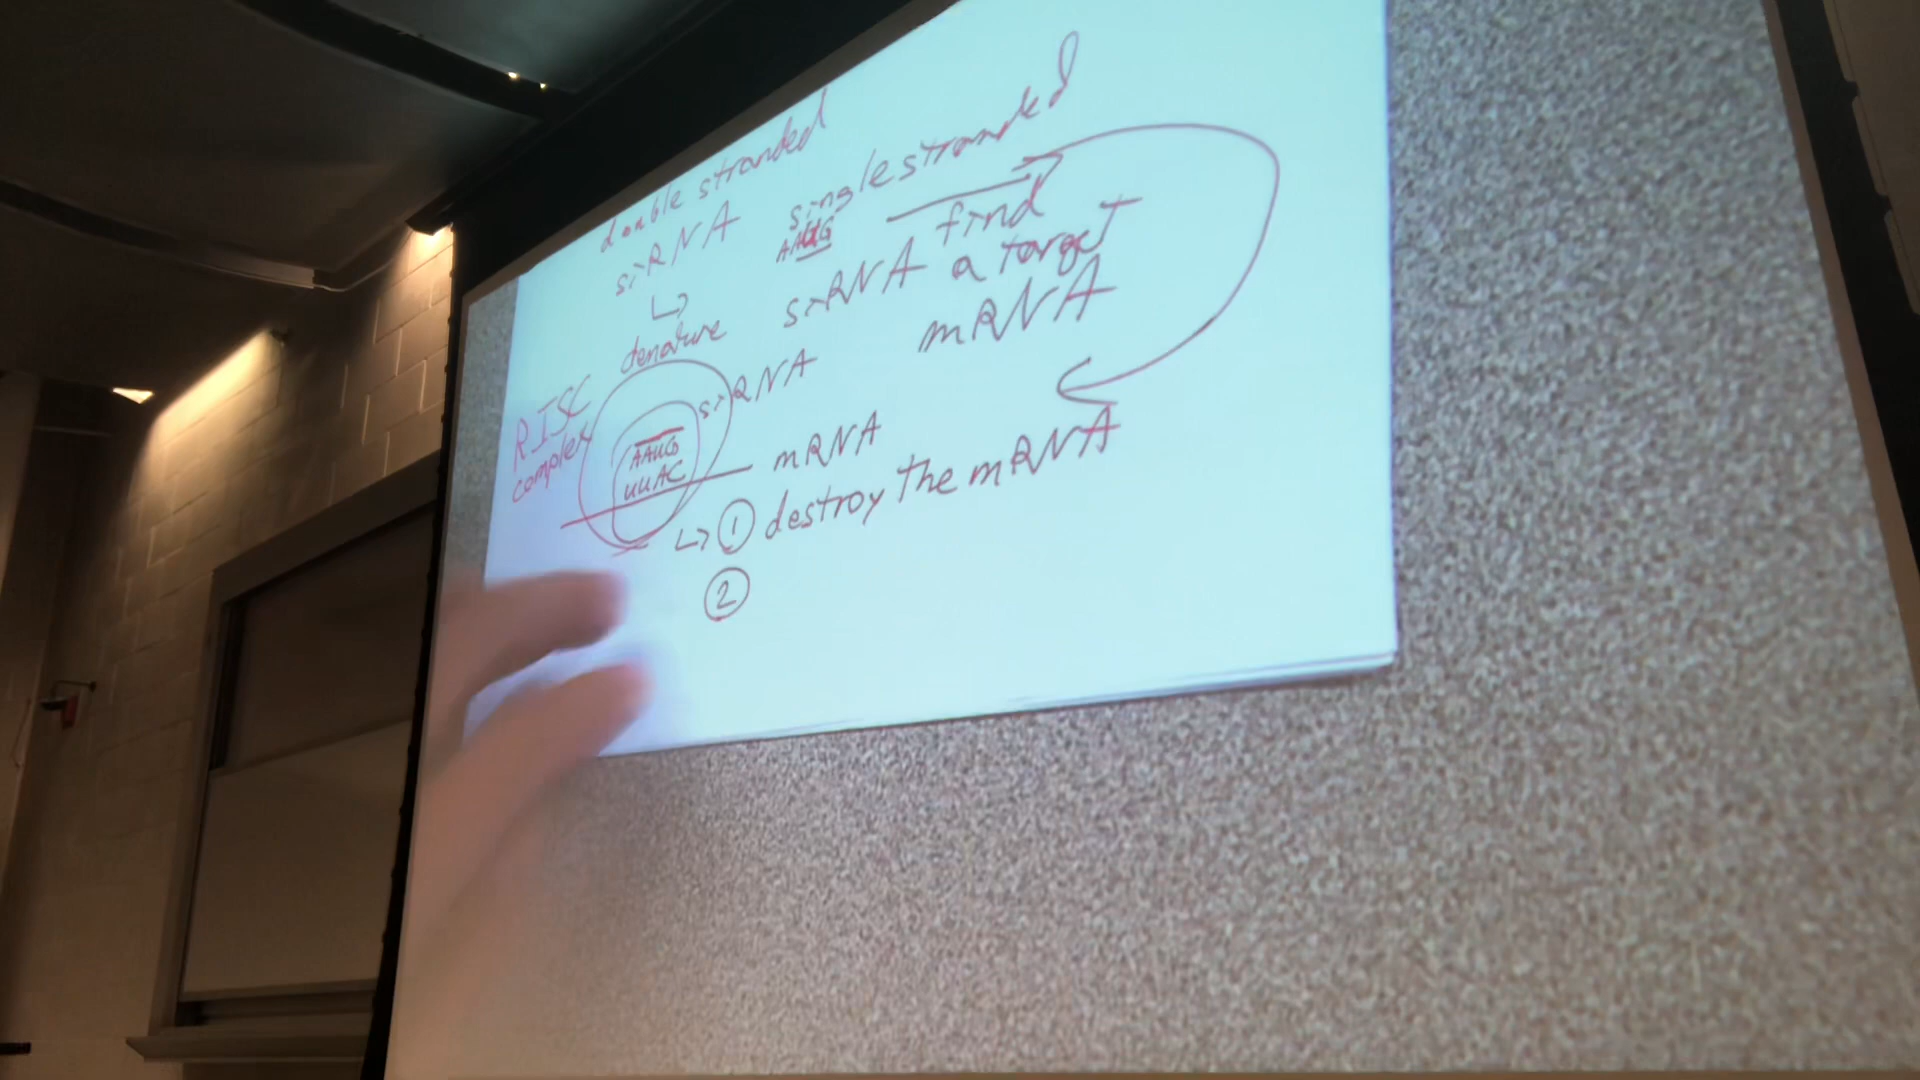 double stranded
siRNA
↳
denature
single stranded
AAUG
siRNA
find
a target
mRNA
RISC
complex
siRNA
AAUG
UUAC
mRNA
↳ ① destroy the mRNA
②